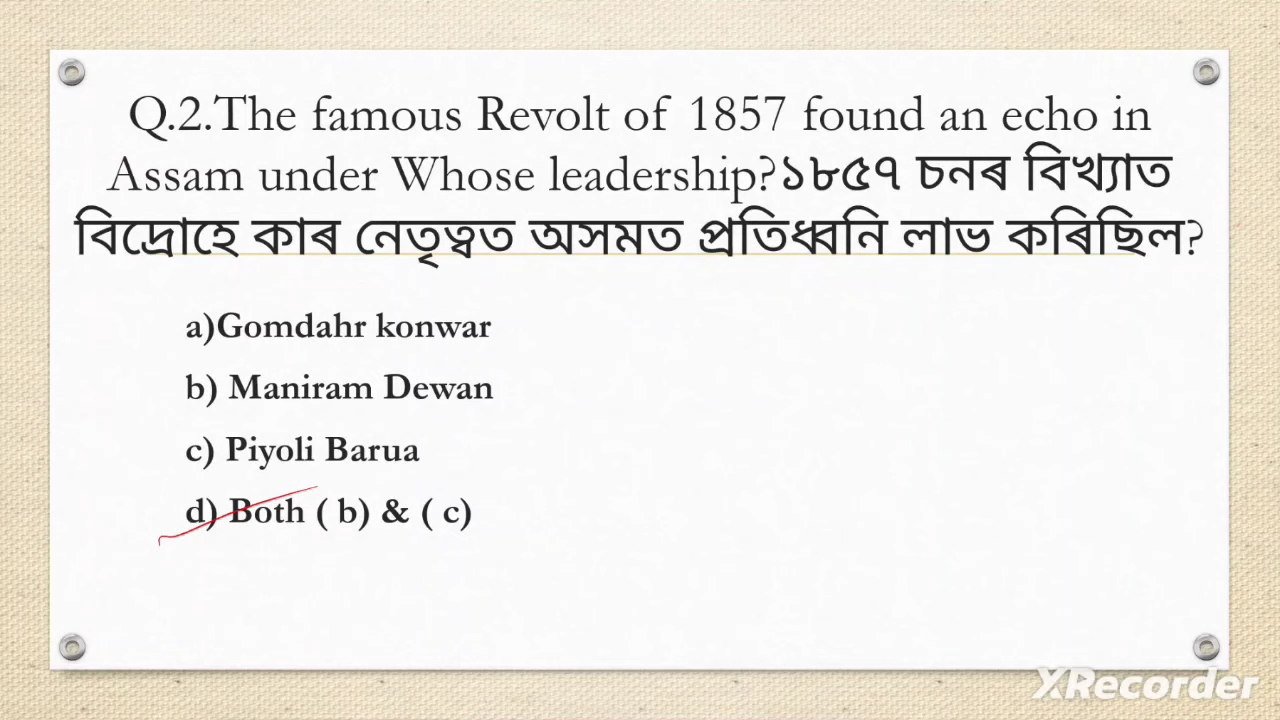 Q.2.The famous Revolt of 1857 found an echo in
Assam under Whose leadership?১৮৫৭ চনৰ বিখ্যাত
বিদ্ৰোহে কাৰ নেতৃত্বত অসমত প্ৰতিধ্বনি লাভ কৰিছিল?
a)Gomdahr konwar
b) Maniram Dewan
c) Piyoli Barua
d) Both ( b) & ( c)
XRecorder